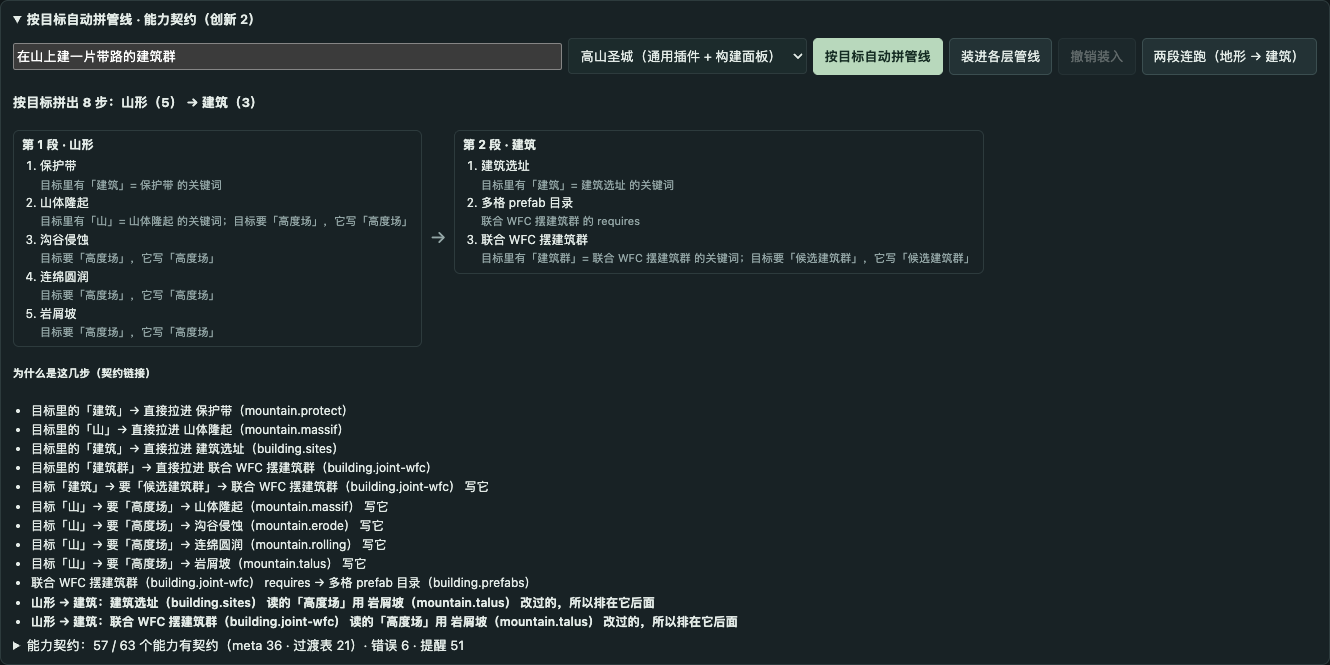 ▼ 按目标自动拼管线 · 能力契约（创新 2）
在山上建一片带路的建筑群 高山圣城（通用插件 + 构建面板） 按目标自动拼管线 装进各层管线 撤销装入 两段连跑（地形 → 建筑）
按目标拼出 8 步：山形（5） → 建筑（3）
第 1 段 · 山形
1. 保护带
目标里有「建筑」= 保护带 的关键词
2. 山体隆起
目标里有「山」= 山体隆起 的关键词；目标要「高度场」，它写「高度场」
3. 沟谷侵蚀
目标要「高度场」，它写「高度场」
4. 连绵圆润
目标要「高度场」，它写「高度场」
5. 岩屑坡
目标要「高度场」，它写「高度场」
→
第 2 段 · 建筑
1. 建筑选址
目标里有「建筑」= 建筑选址 的关键词
2. 多格 prefab 目录
联合 WFC 摆建筑群 的 requires
3. 联合 WFC 摆建筑群
目标里有「建筑群」= 联合 WFC 摆建筑群 的关键词；目标要「候选建筑群」，它写「候选建筑群」
为什么是这几步（契约链接）
• 目标里的「建筑」→ 直接拉进 保护带（mountain.protect）
• 目标里的「山」→ 直接拉进 山体隆起（mountain.massif）
• 目标里的「建筑」→ 直接拉进 建筑选址（building.sites）
• 目标里的「建筑群」→ 直接拉进 联合 WFC 摆建筑群（building.joint-wfc）
• 目标「建筑」→ 要「候选建筑群」→ 联合 WFC 摆建筑群（building.joint-wfc） 写它
• 目标「山」→ 要「高度场」→ 山体隆起（mountain.massif） 写它
• 目标「山」→ 要「高度场」→ 沟谷侵蚀（mountain.erode） 写它
• 目标「山」→ 要「高度场」→ 连绵圆润（mountain.rolling） 写它
• 目标「山」→ 要「高度场」→ 岩屑坡（mountain.talus） 写它
• 联合 WFC 摆建筑群（building.joint-wfc） requires → 多格 prefab 目录（building.prefabs）
• 山形 → 建筑：建筑选址（building.sites） 读的「高度场」用 岩屑坡（mountain.talus） 改过的，所以排在它后面
• 山形 → 建筑：联合 WFC 摆建筑群（building.joint-wfc） 读的「高度场」用 岩屑坡（mountain.talus） 改过的，所以排在它后面
▶ 能力契约：57 / 63 个能力有契约（meta 36 · 过渡表 21）· 错误 6 · 提醒 51